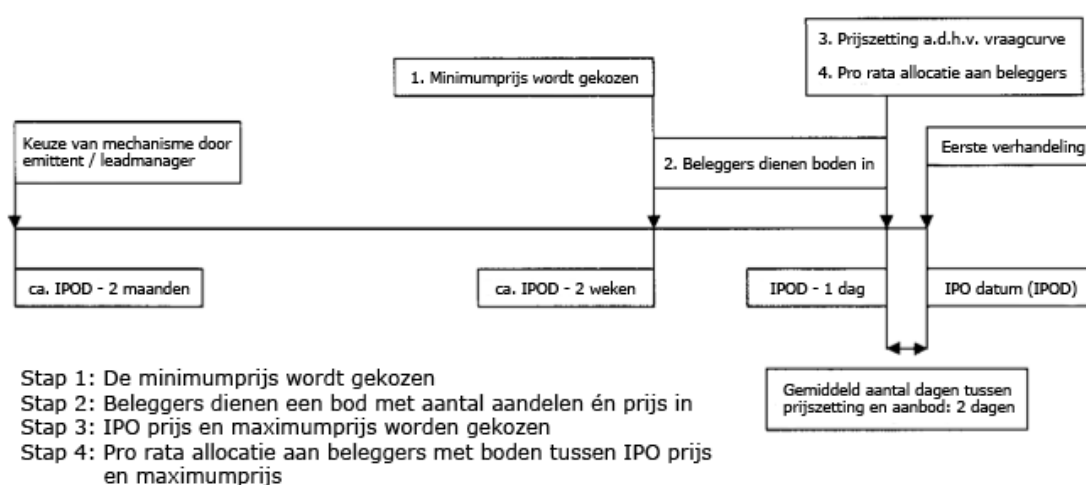 3. Prijszetting a.d.h.v. vraagcurve
4. Pro rata allocatie aan beleggers
1. Minimumprijs wordt gekozen
Keuze van mechanisme door
emittent / leadmanager
2. Beleggers dienen boden in
Eerste verhandeling
ca. IPOD - 2 maanden
ca. IPOD - 2 weken
IPOD - 1 dag
IPO datum (IPOD)
Gemiddeld aantal dagen tussen
prijszetting en aanbod: 2 dagen
Stap 1: De minimumprijs wordt gekozen
Stap 2: Beleggers dienen een bod met aantal aandelen én prijs in
Stap 3: IPO prijs en maximumprijs worden gekozen
Stap 4: Pro rata allocatie aan beleggers met boden tussen IPO prijs
en maximumprijs